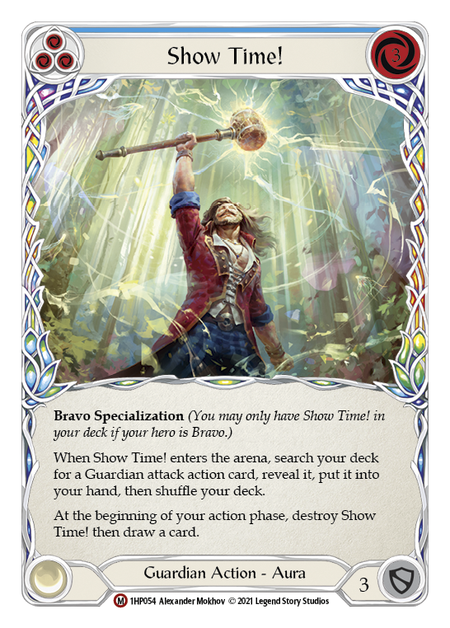 Show Time!
3
Bravo Specialization (You may only have Show Time! in
your deck if your hero is Bravo.)
When Show Time! enters the arena, search your deck
for a Guardian attack action card, reveal it, put it into
your hand, then shuffle your deck.
At the beginning of your action phase, destroy Show
Time! then draw a card.
Guardian Action - Aura
3
M 1HP054 Alexander Mokhov © 2021 Legend Story Studios